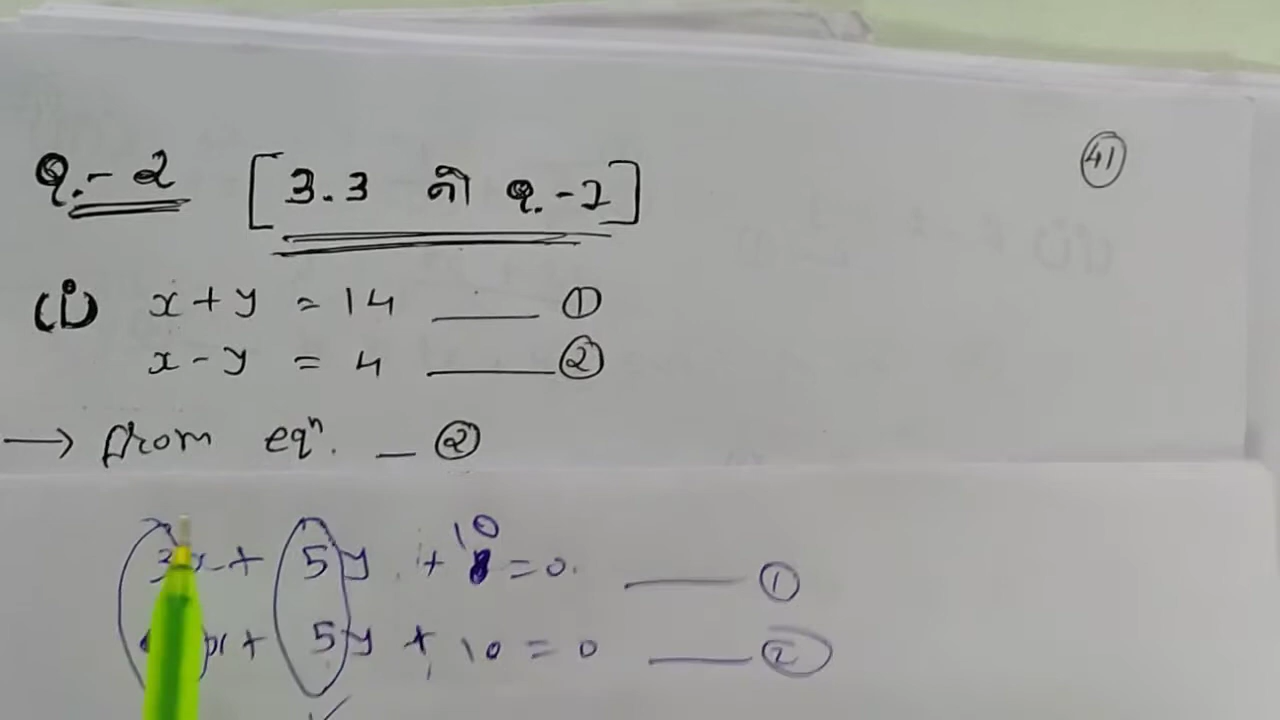 Q.- 2 [3.3 ની Q.-2]
41
(i) x + y = 14 ——— ①
x - y = 4 ——— ②
→ from eqⁿ. — ②
3x + 5y + 10 = 0. ——— ①
x + 5y + 10 = 0 ——— ②